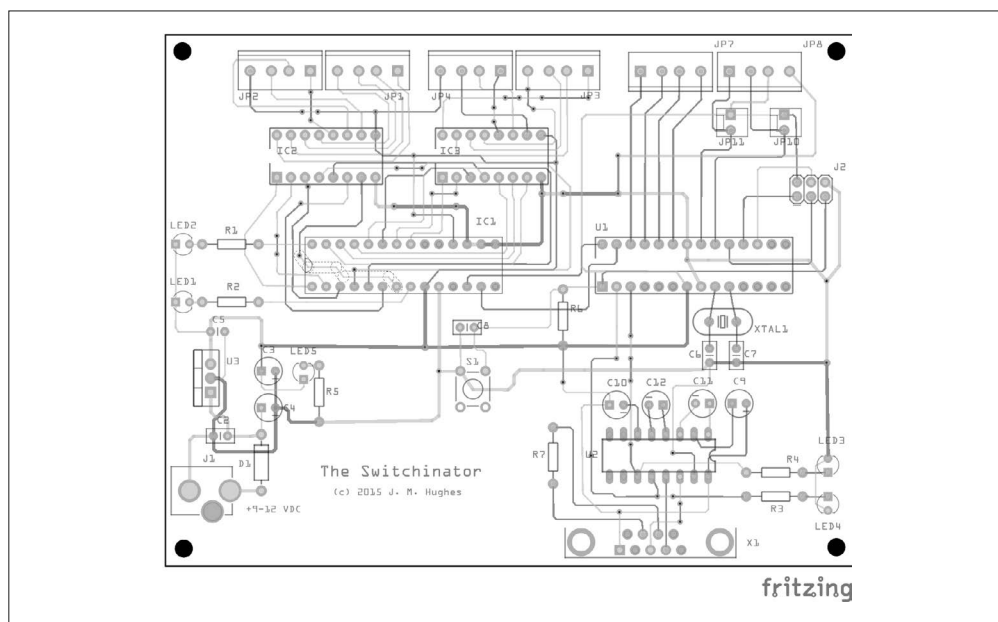 JP7
JP8
JP2
JP1
JP4
JP3
JP11
JP10
IC2
IC3
J2
LED2
R1
IC1
U1
LED1
R2
C5
C8
R6
XTAL1
U3
C3
LED5
S1
C6
C7
R5
C4
C10
C12
C11
C9
C2
J1
D1
The Switchinator
(c) 2015 J. M. Hughes
+9-12 VDC
R7
U2
LED3
R4
R3
LED4
X1
fritzing